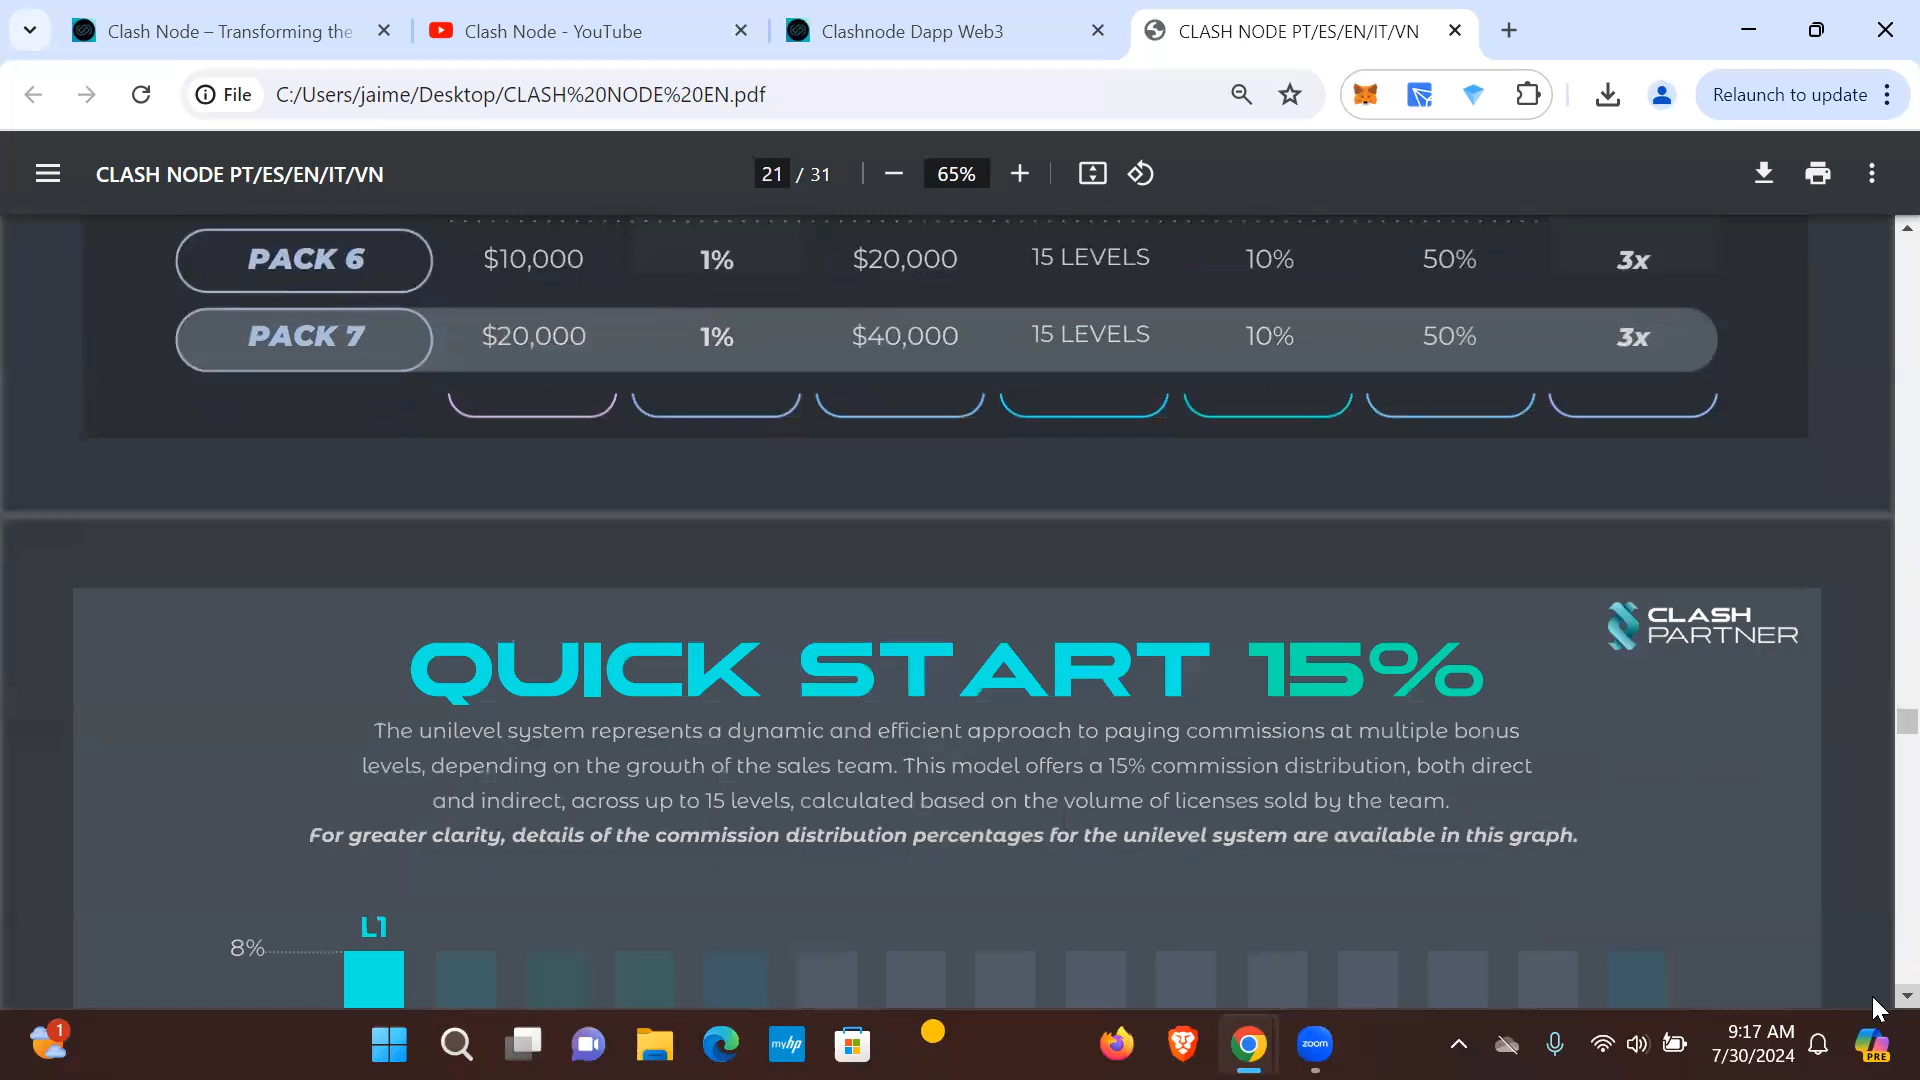 Clash Node – Transforming the
Clash Node - YouTube
Clashnode Dapp Web3
CLASH NODE PT/ES/EN/IT/VN
File
C:/Users/jaime/Desktop/CLASH%20NODE%20EN.pdf
Relaunch to update
CLASH NODE PT/ES/EN/IT/VN
21 / 31
65%
PACK 6 $10,000 1% $20,000 15 LEVELS 10% 50% 3x
PACK 7 $20,000 1% $40,000 15 LEVELS 10% 50% 3x
CLASH
PARTNER
QUICK START 15%
The unilevel system represents a dynamic and efficient approach to paying commissions at multiple bonus
levels, depending on the growth of the sales team. This model offers a 15% commission distribution, both direct
and indirect, across up to 15 levels, calculated based on the volume of licenses sold by the team.
For greater clarity, details of the commission distribution percentages for the unilevel system are available in this graph.
L1
8%
1
myhp
zoom
9:17 AM
7/30/2024
PRE